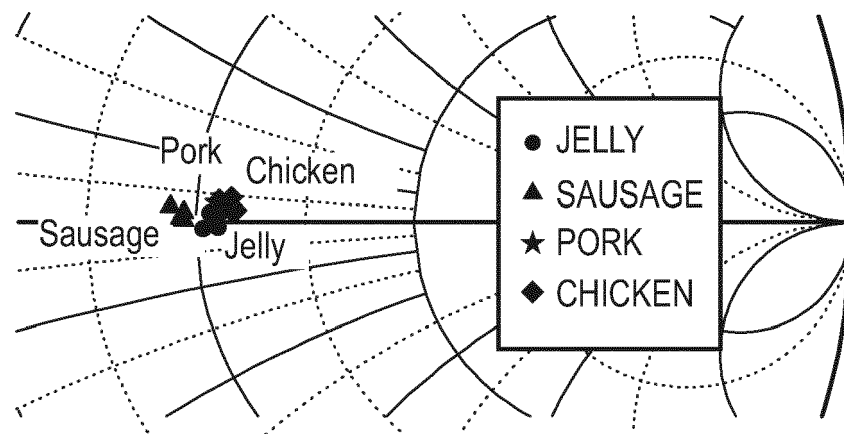 Pork
Chicken
Sausage
Jelly
JELLY
SAUSAGE
PORK
CHICKEN